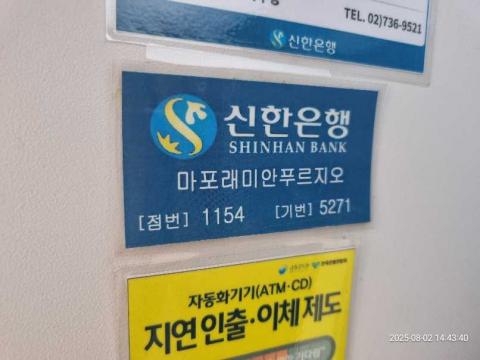 TEL. 02)736-9521
신한은행
신한은행
SHINHAN BANK
마포래미안푸르지오
[점번] 1154 [기번] 5271
자동화기기(ATM·CD)
지연 인출·이체 제도
2025-08-02 14:43:40